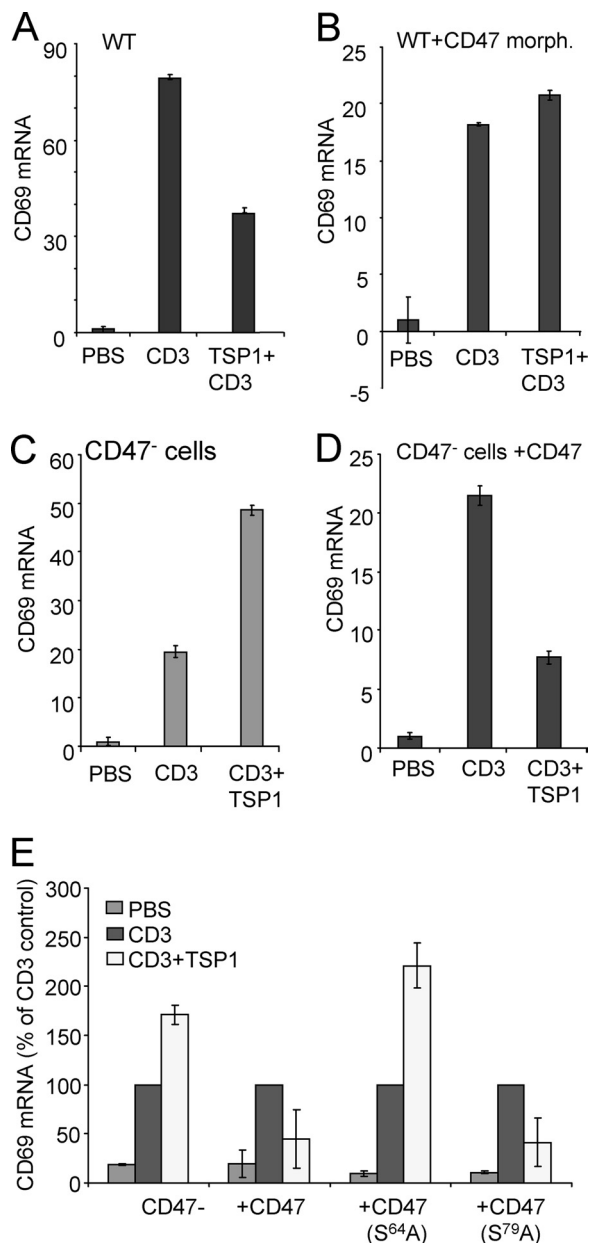 A
WT
CD69 mRNA
90
60
30
0
PBS
CD3
TSP1+
CD3
B
WT+CD47 morph.
CD69 mRNA
25
20
15
10
5
0
-5
PBS
CD3
TSP1+
CD3
C
CD47- cells
CD69 mRNA
60
50
40
30
20
10
0
PBS
CD3
CD3+
TSP1
D
CD47- cells +CD47
CD69 mRNA
25
20
15
10
5
0
PBS
CD3
CD3+
TSP1
E
CD69 mRNA (% of CD3 control)
300
250
200
150
100
50
0
PBS
CD3
CD3+TSP1
CD47-
+CD47
+CD47
(S64A)
+CD47
(S79A)